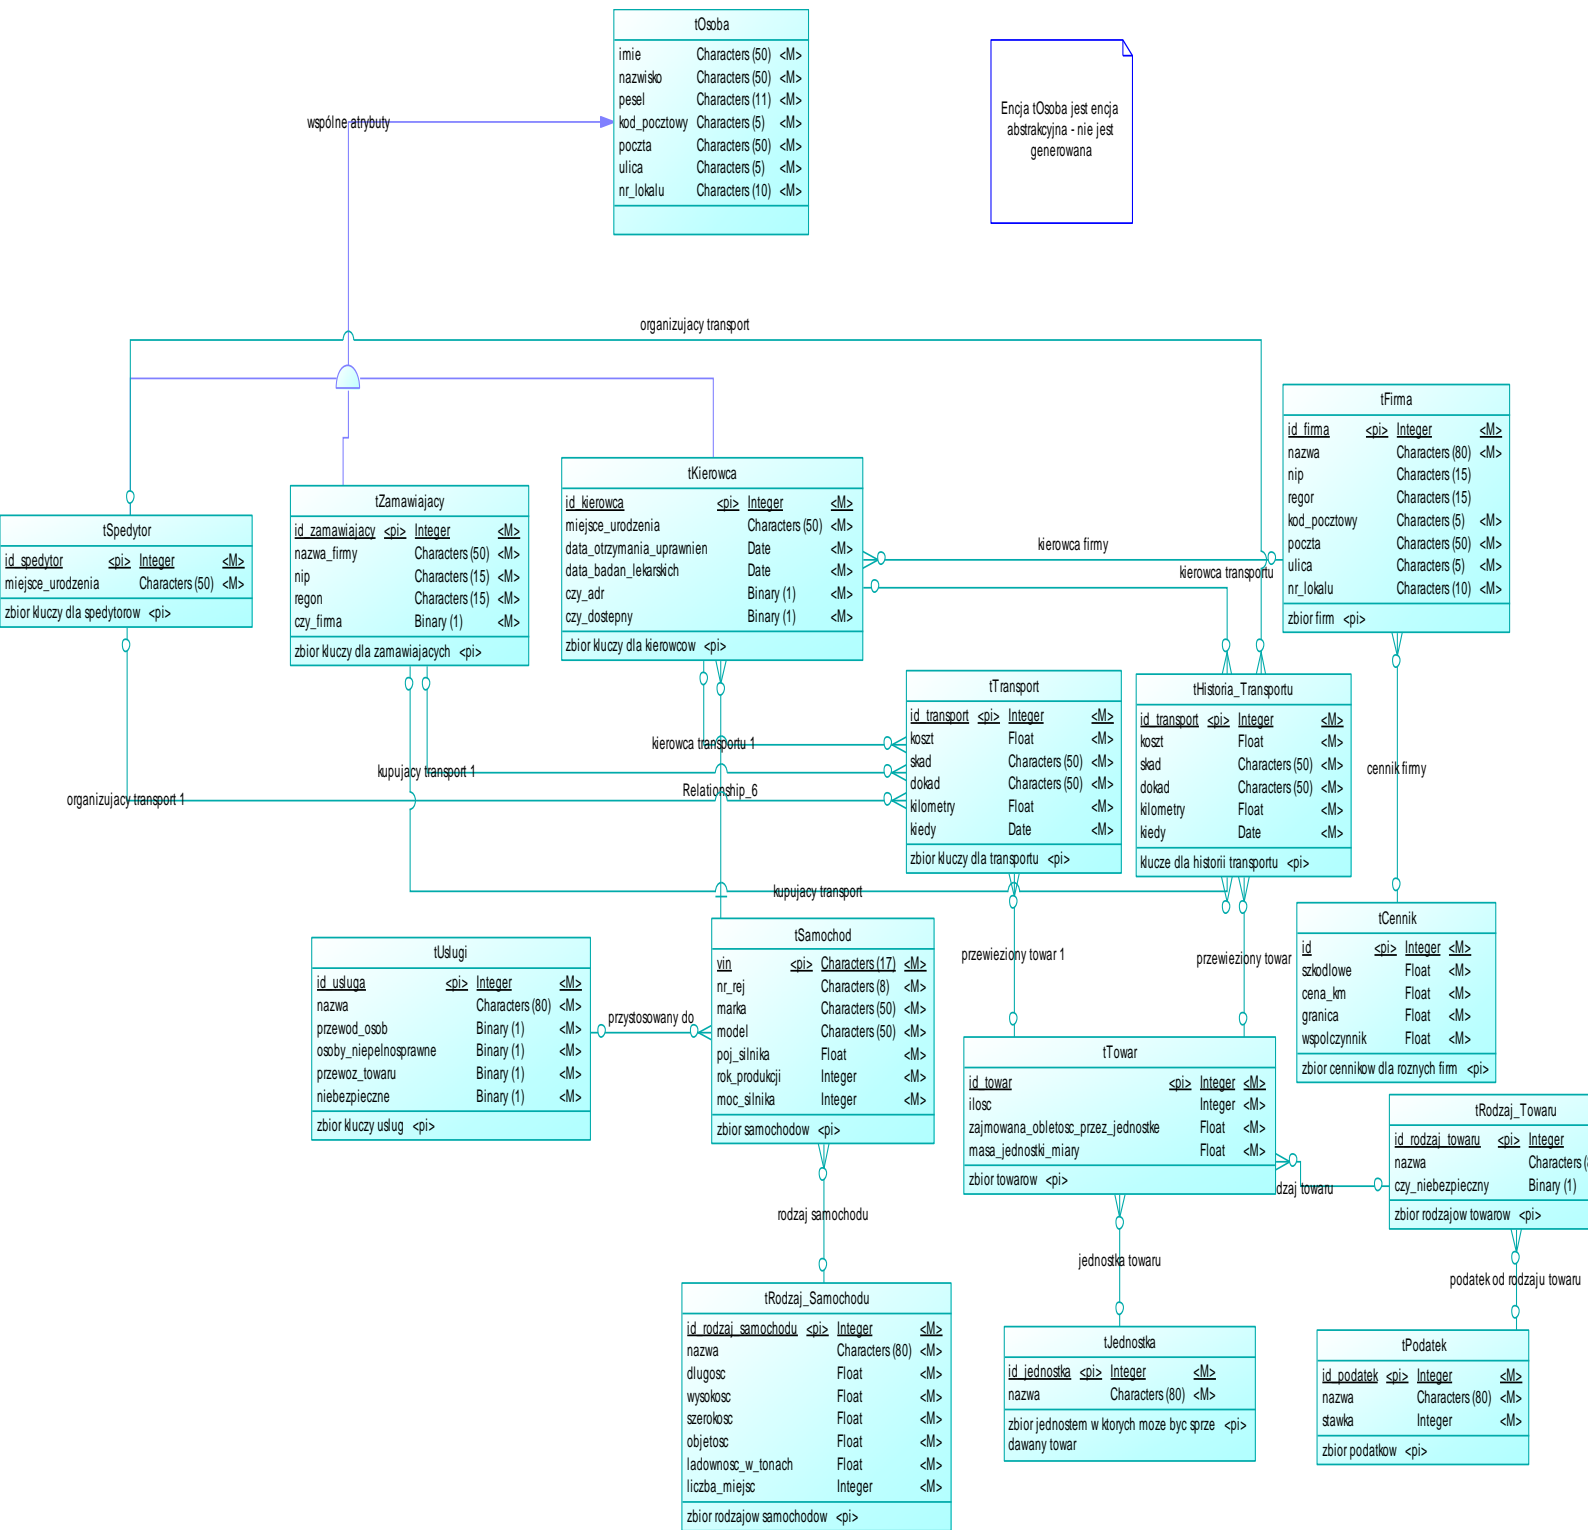 tOsoba
imie Characters (50) <M>
nazwisko Characters (50) <M>
pesel Characters (11) <M>
kod_pocztowy Characters (5) <M>
poczta Characters (50) <M>
ulica Characters (5) <M>
nr_lokalu Characters (10) <M>
Encja tOsoba jest encja
abstrakcyjna - nie jest
generowana
wspólne atrybuty
organizujacy transport
tFirma
id_firma <pi> Integer <M>
nazwa Characters (80) <M>
nip Characters (15)
regor Characters (15)
kod_pocztowy Characters (5) <M>
poczta Characters (50) <M>
ulica Characters (5) <M>
nr_lokalu Characters (10) <M>
zbior firm <pi>
tKierowca
id_kierowca <pi> Integer <M>
miejsce_urodzenia Characters (50) <M>
data_otrzymania_uprawnien Date <M>
data_badan_lekarskich Date <M>
czy_adr Binary (1) <M>
czy_dostepny Binary (1) <M>
zbior kluczy dla kierowcow <pi>
tZamawiajacy
id_zamawiajacy <pi> Integer <M>
nazwa_firmy Characters (50) <M>
nip Characters (15) <M>
regon Characters (15) <M>
czy_firma Binary (1) <M>
zbior kluczy dla zamawiajacych <pi>
tSpedytor
id_spedytor <pi> Integer <M>
miejsce_urodzenia Characters (50) <M>
zbior kluczy dla spedytorow <pi>
kierowca firmy
kierowca transportu
tTransport
id_transport <pi> Integer <M>
koszt Float <M>
skad Characters (50) <M>
dokad Characters (50) <M>
kilometry Float <M>
kiedy Date <M>
zbior kluczy dla transportu <pi>
tHistoria_Transportu
id_transport <pi> Integer <M>
koszt Float <M>
skad Characters (50) <M>
dokad Characters (50) <M>
kilometry Float <M>
kiedy Date <M>
klucze dla historii transportu <pi>
kierowca transportu 1
kupujacy transport 1
Relationship_6
organizujacy transport 1
cennik firmy
kupujacy transport
tCennik
id <pi> Integer <M>
szkodlowe Float <M>
cena_km Float <M>
granica Float <M>
wspolczynnik Float <M>
zbior cennikow dla roznych firm <pi>
tSamochod
vin <pi> Characters (17) <M>
nr_rej Characters (8) <M>
marka Characters (50) <M>
model Characters (50) <M>
poj_silnika Float <M>
rok_produkcji Integer <M>
moc_silnika Integer <M>
zbior samochodow <pi>
tUslugi
id_usluga <pi> Integer <M>
nazwa Characters (80) <M>
przewod_osob Binary (1) <M>
osoby_niepelnosprawne Binary (1) <M>
przewoz_towaru Binary (1) <M>
niebezpieczne Binary (1) <M>
zbior kluczy uslug <pi>
przystosowany do
przewieziony towar 1
przewieziony towar
tTowar
id_towar <pi> Integer <M>
ilosc Integer <M>
zajmowana_obletosc_przez_jednostke Float <M>
masa_jednostki_miary Float <M>
zbior towarow <pi>
tRodzaj_Towaru
id_rodzaj_towaru <pi> Integer
nazwa Characters (
czy_niebezpieczny Binary (1)
zbior rodzajow towarow <pi>
dzaj towaru
rodzaj samochodu
jednostka towaru
podatek od rodzaju towaru
tRodzaj_Samochodu
id_rodzaj_samochodu <pi> Integer <M>
nazwa Characters (80) <M>
dlugosc Float <M>
wysokosc Float <M>
szerokosc Float <M>
objetosc Float <M>
ladownosc_w_tonach Float <M>
liczba_miejsc Integer <M>
zbior rodzajow samochodow <pi>
tJednostka
id_jednostka <pi> Integer <M>
nazwa Characters (80) <M>
zbior jednostem w ktorych moze byc sprze <pi>
dawany towar
tPodatek
id_podatek <pi> Integer <M>
nazwa Characters (80) <M>
stawka Integer <M>
zbior podatkow <pi>